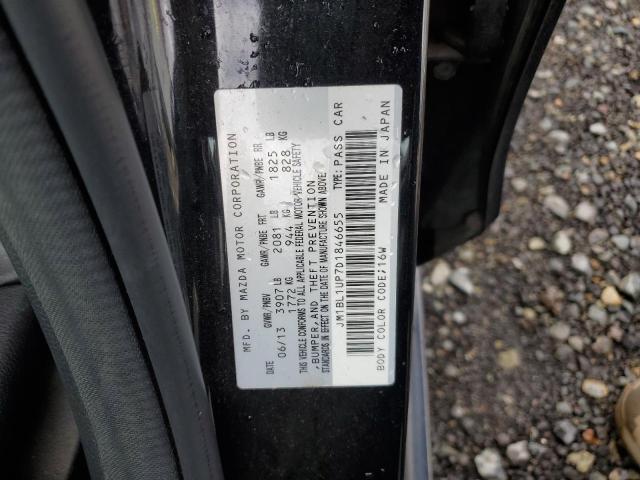 MFD. BY MAZDA MOTOR CORPORATION
DATE GVWR/PNBV GAWR/PNBE FRT GAWR/PNBE RR
06/13 3907 LB 2081 LB 1825 LB
1772 KG 944 KG 828 KG
THIS VEHICLE CONFORMS TO ALL APPLICABLE FEDERAL MOTOR-VEHICLE SAFETY
,BUMPER,AND THEFT PREVENTION
STANDARDS IN EFFECT ON THE DATE OF MANUFACTURE SHOWN ABOVE.
JM1BL1UP7D1846655 TYPE: PASS CAR
BODY COLOR CODE:16W MADE IN JAPAN